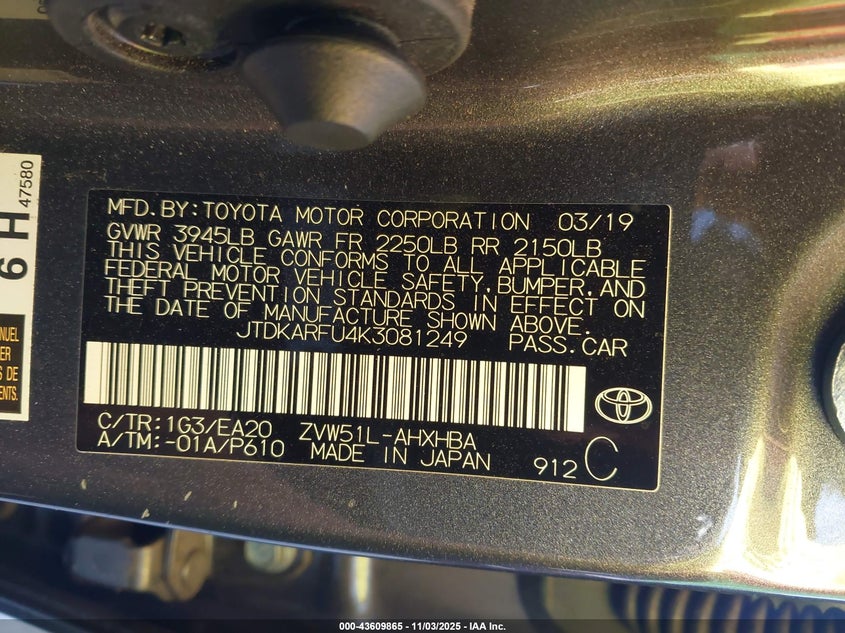 MFD.BY:TOYOTA MOTOR CORPORATION 03/19
GVWR 3945LB GAWR FR 2250LB RR 2150LB
THIS VEHICLE CONFORMS TO ALL APPLICABLE
FEDERAL MOTOR VEHICLE SAFETY,BUMPER,AND
THEFT PREVENTION STANDARDS IN EFFECT ON
THE DATE OF MANUFACTURE SHOWN ABOVE.
JTDKARFU4K3081249 PASS.CAR
C/TR:1G3/EA20 ZVW51L-AHXHBA
A/TM:-01A/P610 MADE IN JAPAN 912 C
6 H
47580
S DE
000-43609865 - 11/03/2025 - IAA Inc.